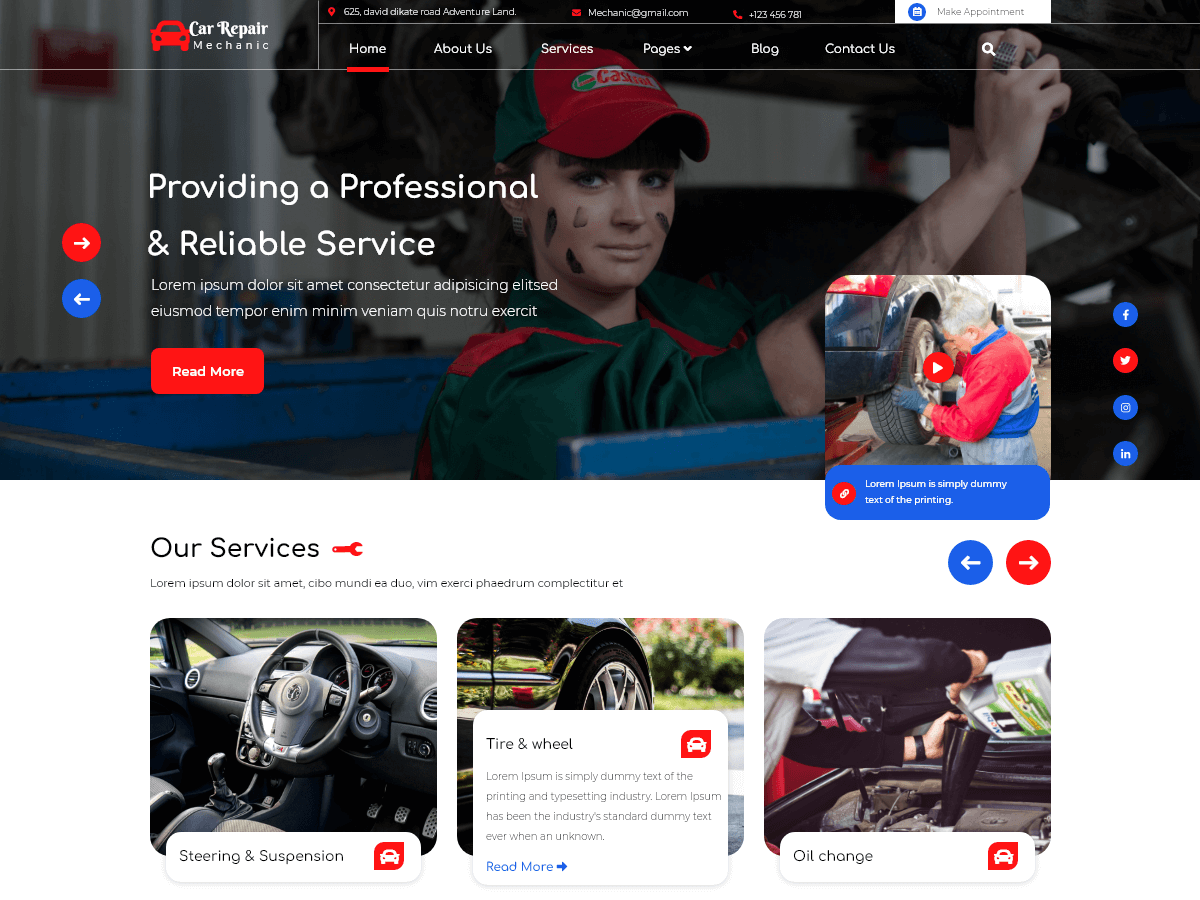 Car Repair
Mechanic
625, david dikate road Adventure Land.
Mechanic@gmail.com
+123 456 781
Make Appointment
Home
About Us
Services
Pages
Blog
Contact Us
Castrol
Providing a Professional
& Reliable Service
Lorem ipsum dolor sit amet consectetur adipisicing elitsed
eiusmod tempor enim minim veniam quis notru exercit
Read More
Lorem Ipsum is simply dummy
text of the printing.
Our Services
Lorem ipsum dolor sit amet, cibo mundi ea duo, vim exerci phaedrum complectitur et
Steering & Suspension
Tire & wheel
Lorem Ipsum is simply dummy text of the
printing and typesetting industry. Lorem Ipsum
has been the industry's standard dummy text
ever when an unknown.
Read More
Oil change